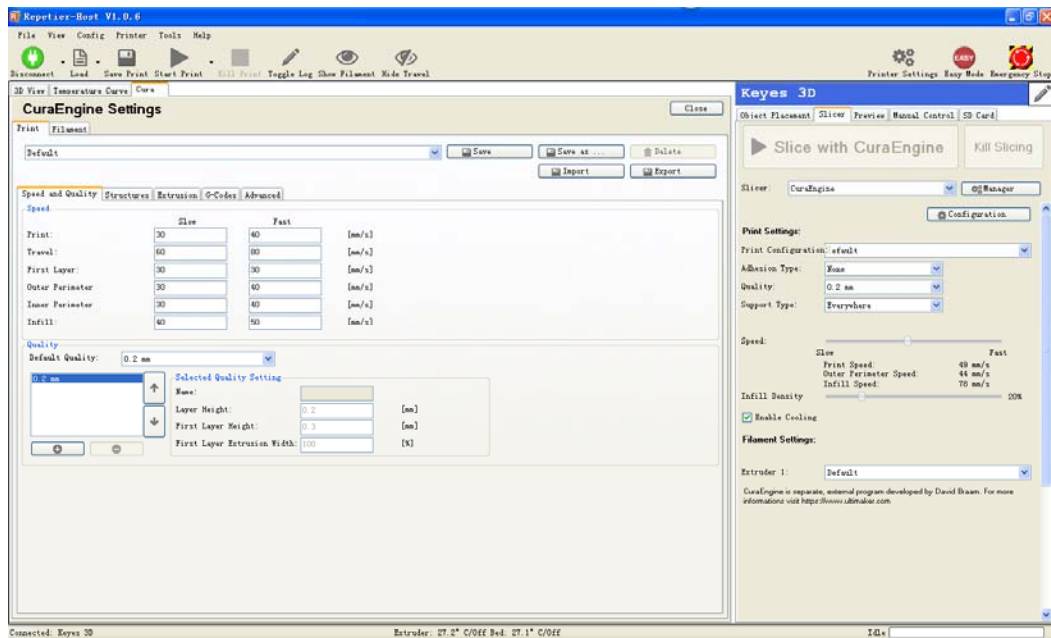 Repetier-Host V1.0.6
File View Config Printer Tools Help
Disconnect Load Save Print Start Print Kill Print Toggle Log Show Filament Hide Travel
Printer Settings Easy Mode Emergency Stop
EASY
3D View Temperature Curve Cura
CuraEngine Settings
Close
Print Filament
Default
Save
Save as ...
Delete
Import
Export
Speed and Quality Structures Extrusion G-Codes Advanced
Speed
Slow Fast
Print: 30 40 [mm/s]
Travel: 60 80 [mm/s]
First Layer: 30 30 [mm/s]
Outer Perimeter 30 40 [mm/s]
Inner Perimeter 30 40 [mm/s]
Infill: 40 50 [mm/s]
Quality
Default Quality: 0.2 mm
0.2 mm
Selected Quality Setting
Name:
Layer Height: 0.2 [mm]
First Layer Height: 0.3 [mm]
First Layer Extrusion Width: 100 [%]
Keyes 3D
Object Placement Slicer Preview Manual Control SD Card
Slice with CuraEngine
Kill Slicing
Slicer: CuraEngine
Manager
Configuration
Print Settings:
Print Configuration: efault
Adhesion Type: None
Quality: 0.2 mm
Support Type: Everywhere
Speed:
Slow Fast
Print Speed: 49 mm/s
Outer Perimeter Speed: 44 mm/s
Infill Speed: 78 mm/s
Infill Density 20%
Enable Cooling
Filament Settings:
Extruder 1: Default
CuraEngine is separate, external program developed by David Braam. For more
informations visit https://www.ultimaker.com
Connected: Keyes 3D
Extruder: 27.2° C/Off Bed: 27.1° C/Off
Idle